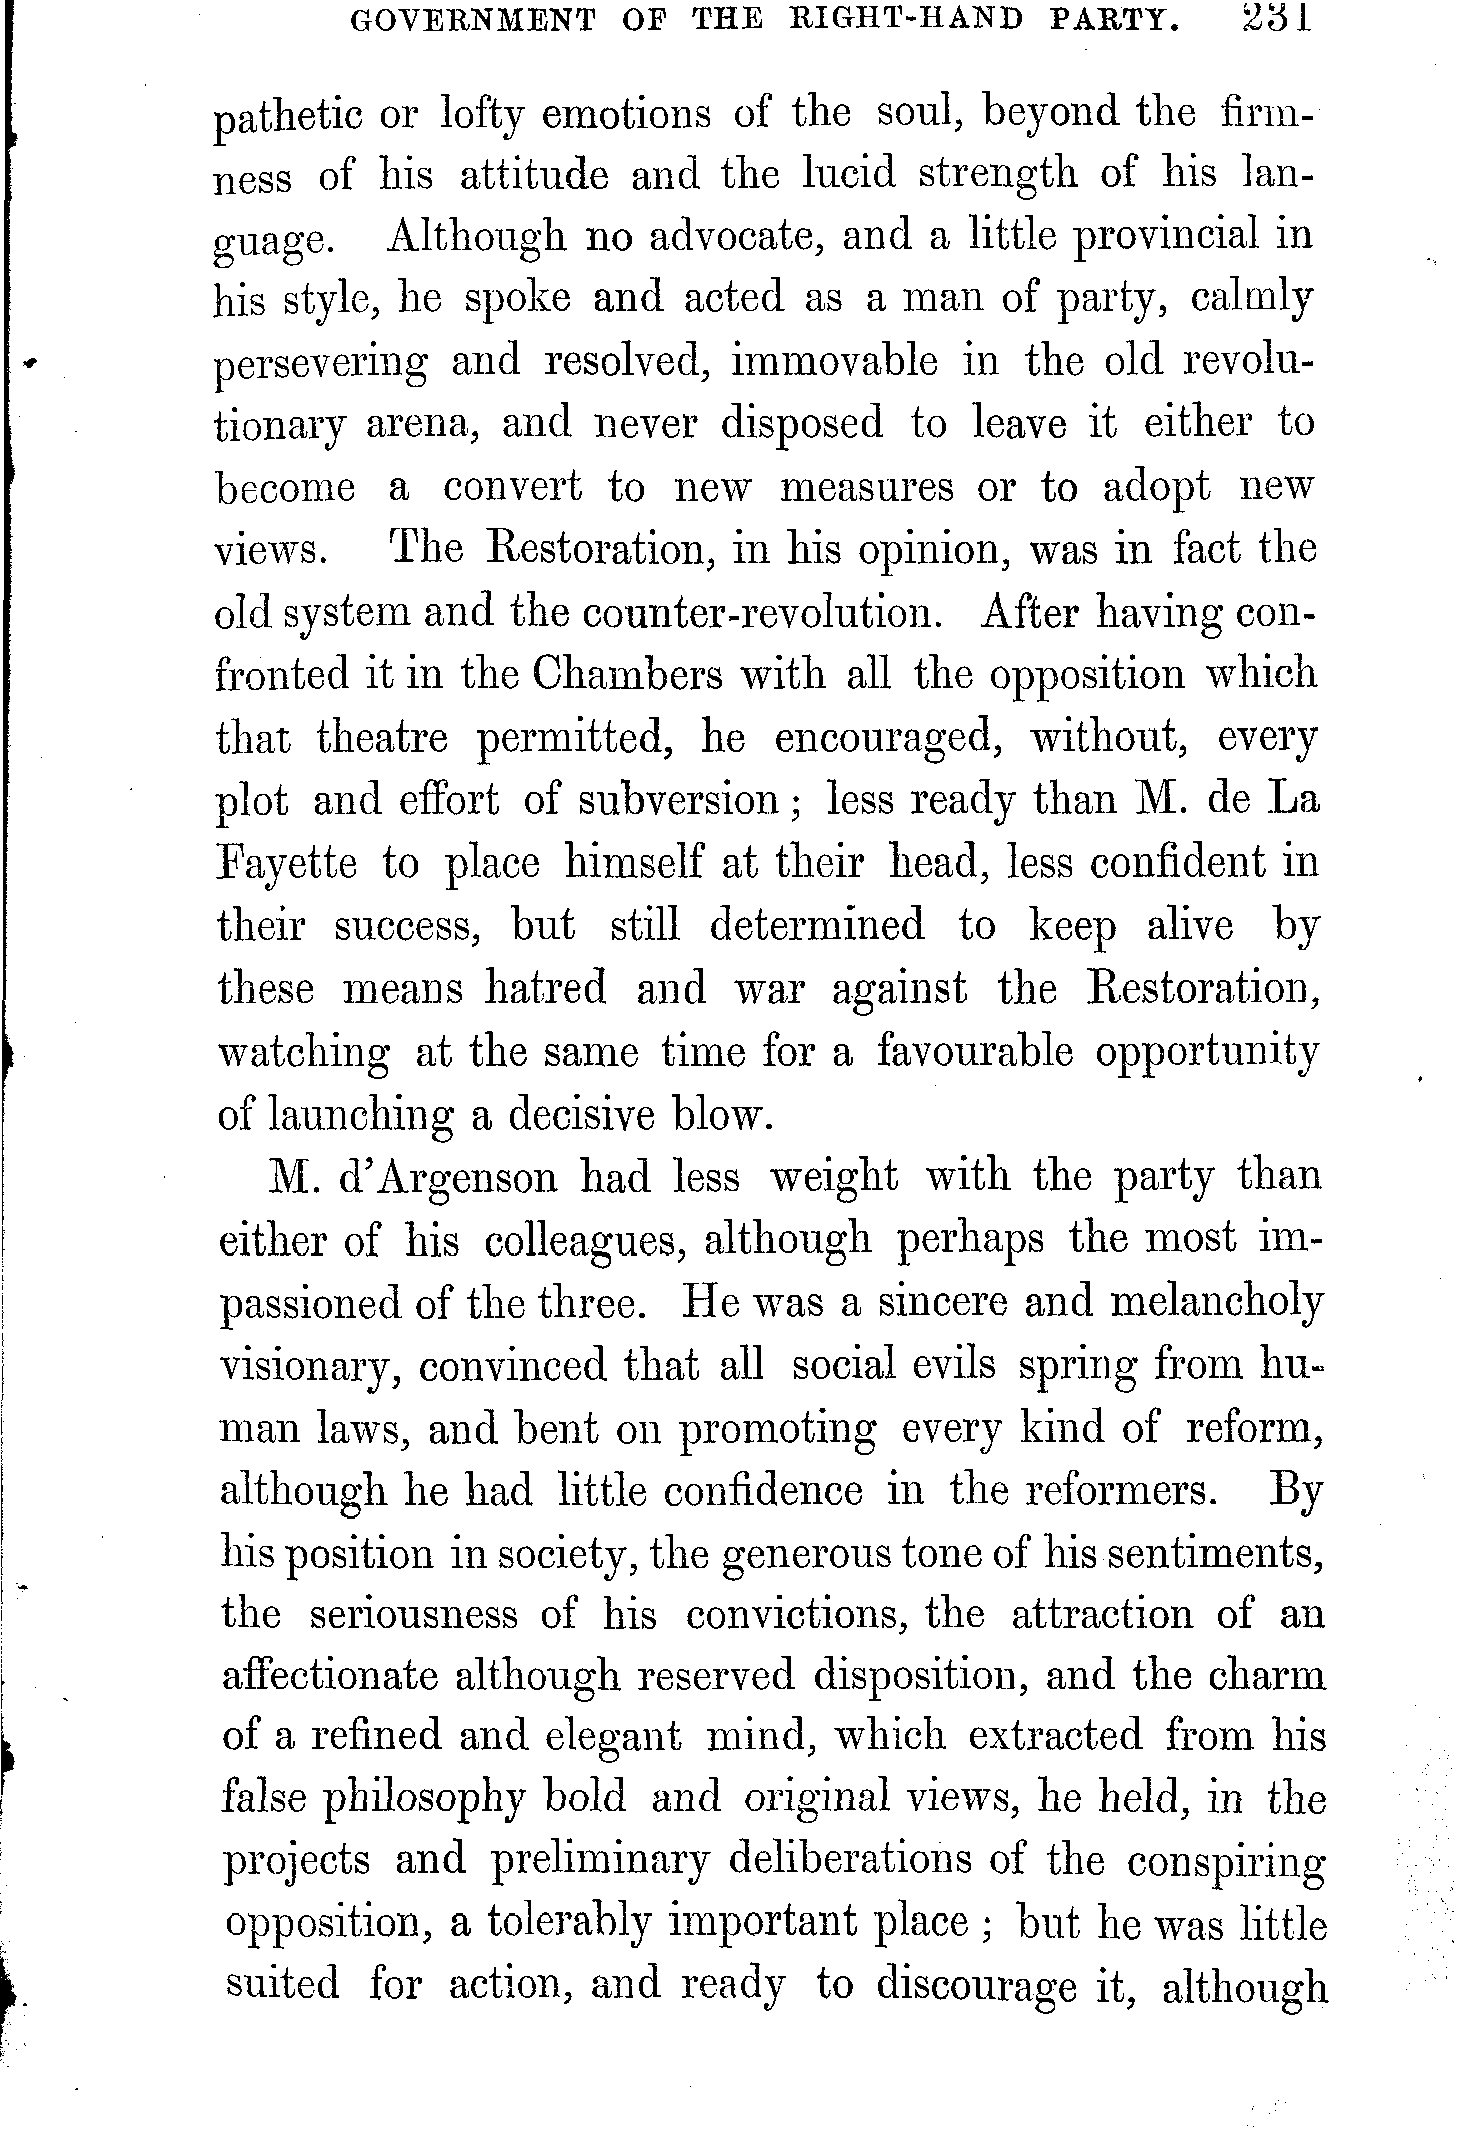 GOVERNMENT OF THE RIGHT-HAND PARTY. 231
pathetic or lofty emotions of the soul, beyond the firm-
ness of his attitude and the lucid strength of his lan-
guage. Although no advocate, and a little provincial in
his style, he spoke and acted as a man of party, calmly
persevering and resolved, immovable in the old revolu-
tionary arena, and never disposed to leave it either to
become a convert to new measures or to adopt new
views. The Restoration, in his opinion, was in fact the
old system and the counter-revolution. After having con-
fronted it in the Chambers with all the opposition which
that theatre permitted, he encouraged, without, every
plot and effort of subversion; less ready than M. de La
Fayette to place himself at their head, less confident in
their success, but still determined to keep alive by
these means hatred and war against the Restoration,
watching at the same time for a favourable opportunity
of launching a decisive blow.
M. d'Argenson had less weight with the party than
either of his colleagues, although perhaps the most im-
passioned of the three. He was a sincere and melancholy
visionary, convinced that all social evils spring from hu-
man laws, and bent on promoting every kind of reform,
although he had little confidence in the reformers. By
his position in society, the generous tone of his sentiments,
the seriousness of his convictions, the attraction of an
affectionate although reserved disposition, and the charm
of a refined and elegant mind, which extracted from his
false philosophy bold and original views, he held, in the
projects and preliminary deliberations of the conspiring
opposition, a tolerably important place; but he was little
suited for action, and ready to discourage it, although